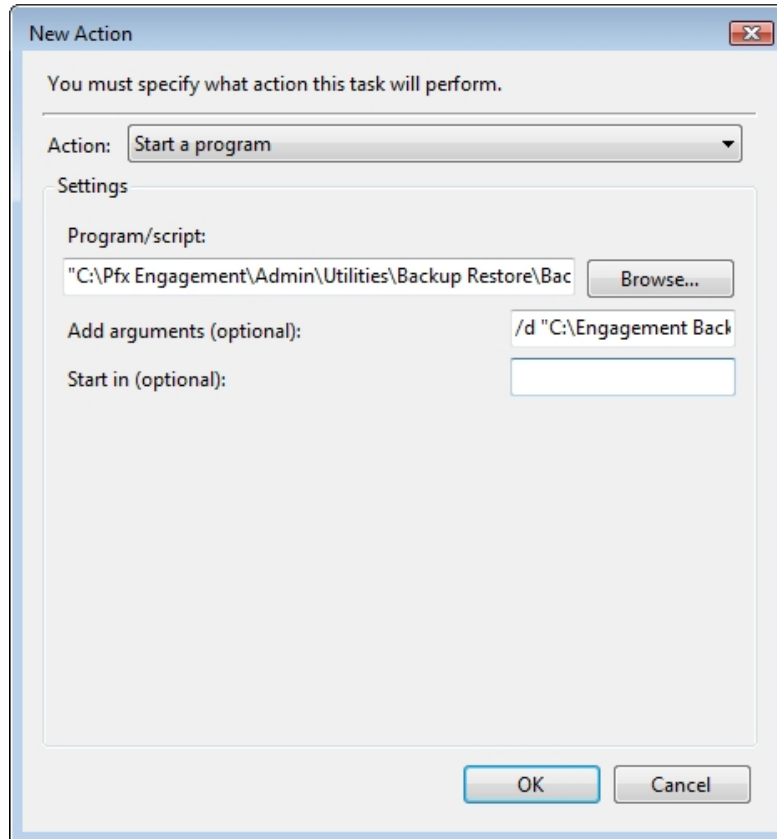 New Action
You must specify what action this task will perform.
Action: Start a program
Settings
Program/script:
"C:\Pfx Engagement\Admin\Utilities\Backup Restore\Bac Browse...
Add arguments (optional): /d "C:\Engagement Back
Start in (optional):
OK Cancel